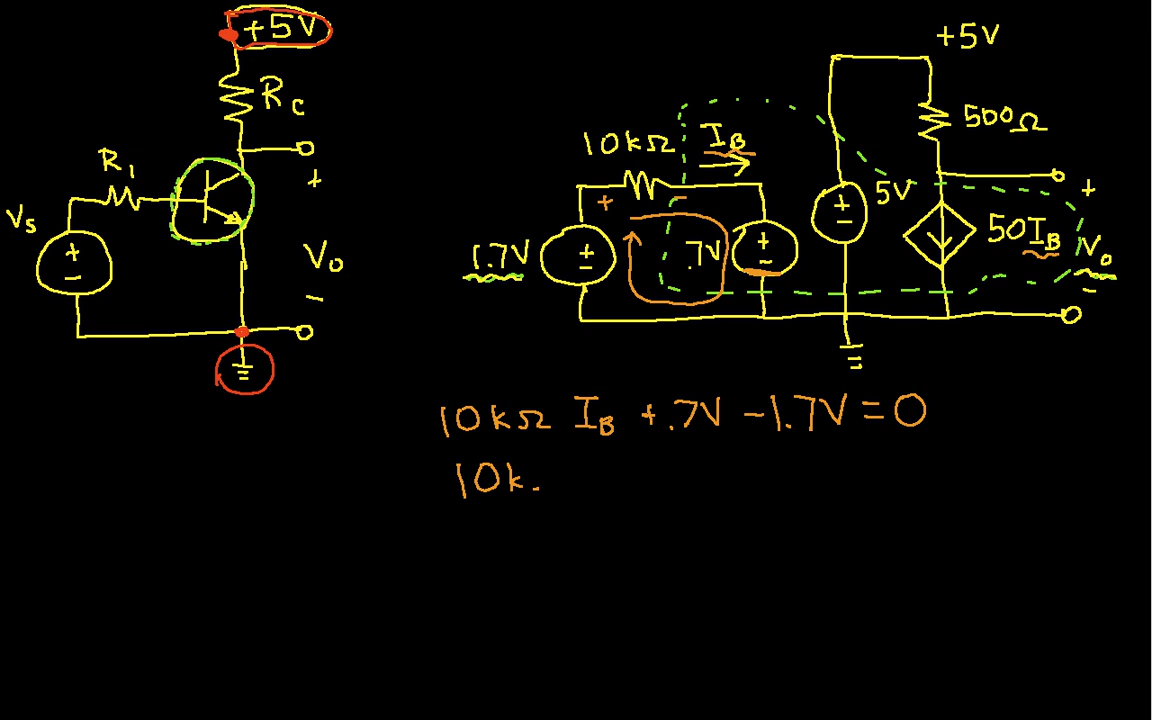 +5V
Rc
R1
Vs
+
-
+
Vo
-
+5V
500Ω
10kΩ
IB
+
-
5V
+
-
1.7V
+
-
.7V
+
-
50IB
+
Vo
-
10kΩ IB +.7V -1.7V = 0
10k.